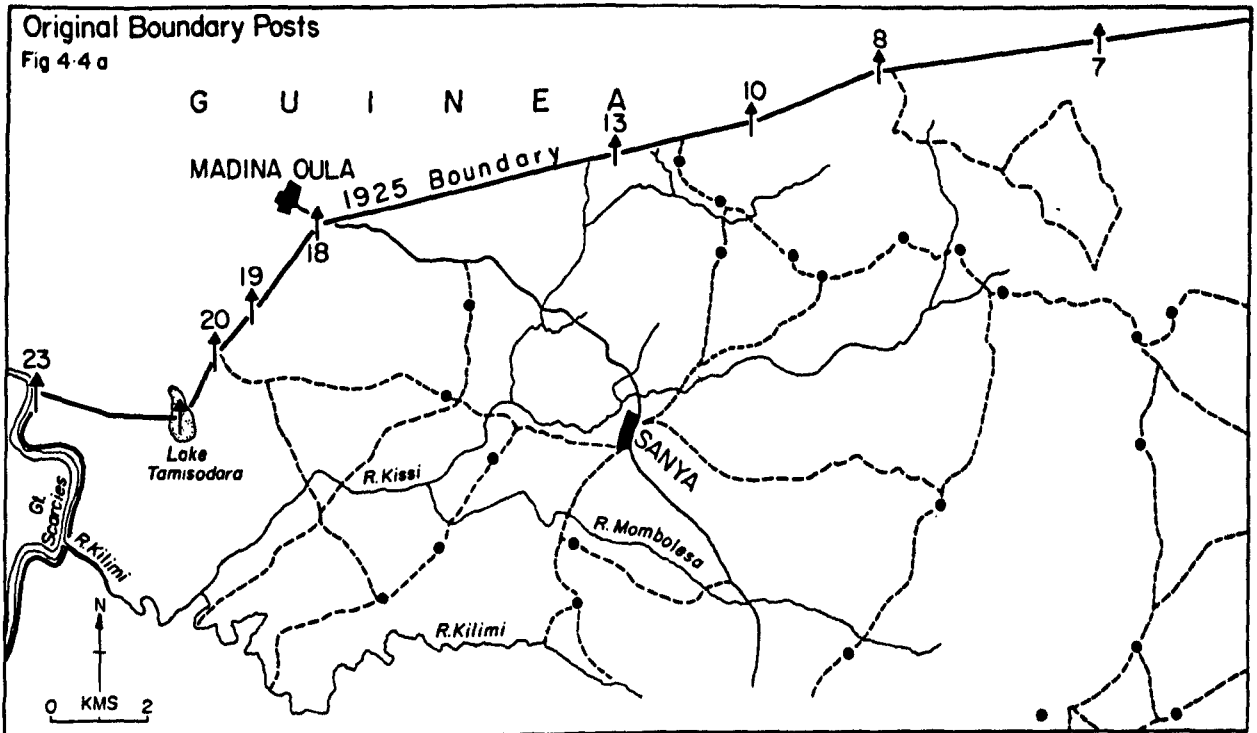 Original Boundary Posts
Fig 4·4 a
8
7
GUINEA
10
13
MADINA OULA
1925 Boundary
18
19
20
23
Lake
Tamisodara
SANYA
R.Kissi
Gt.
Scarcies
R.Mombolesa
R.Kilimi
N
R.Kilimi
0 KMS 2